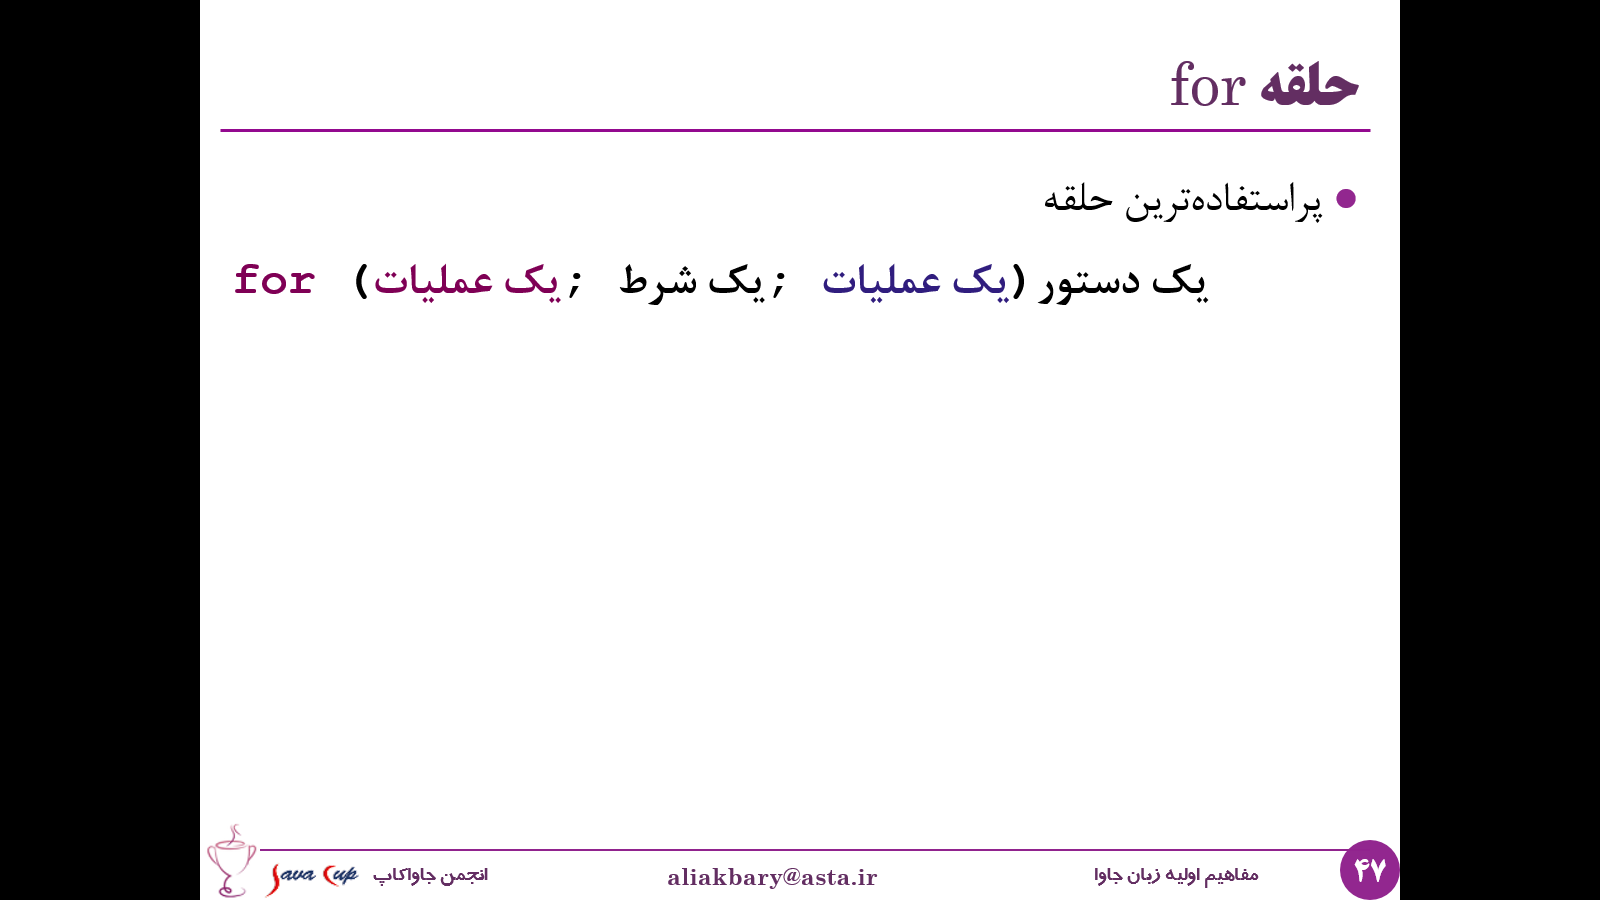 حلقه for
پراستفاده‌ترین حلقه
for (یک عملیات; یک شرط; یک عملیات) یک دستور
۴۷
مفاهیم اولیه زبان جاوا
aliakbary@asta.ir
انجمن جاواکاپ
Java Cup